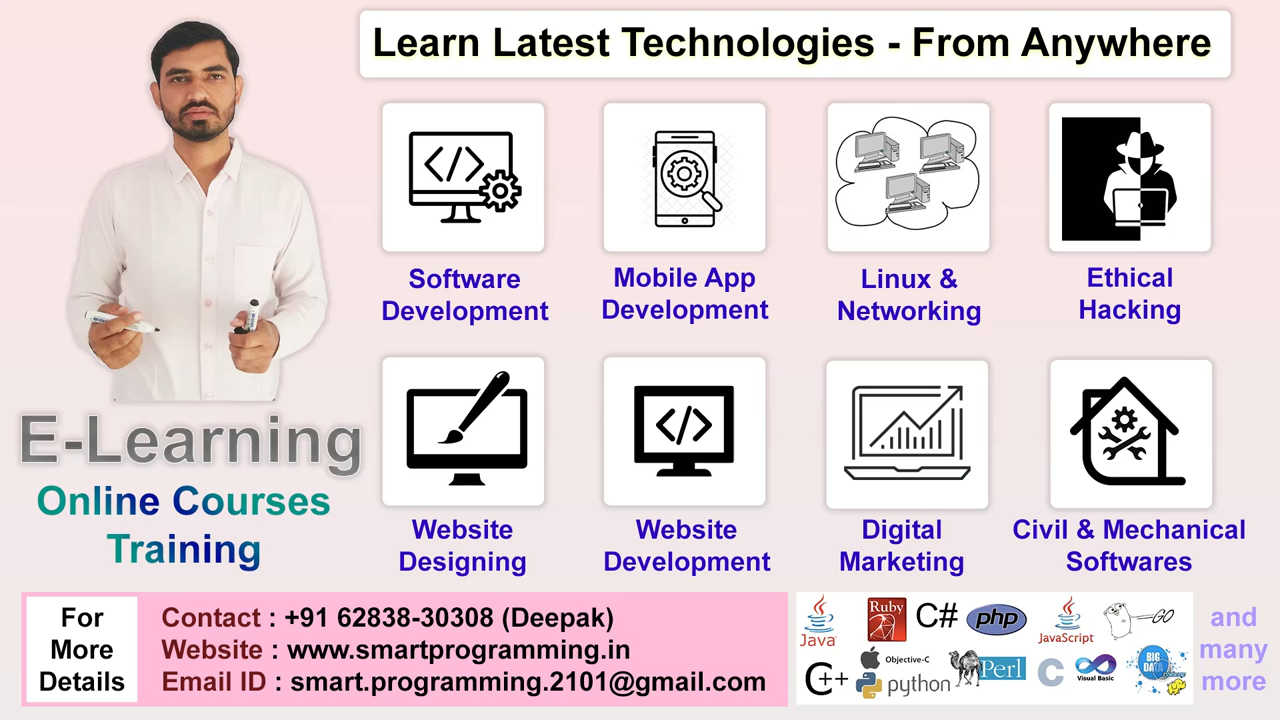 Learn Latest Technologies - From Anywhere
Software
Development
Mobile App
Development
Linux &
Networking
Ethical
Hacking
Website
Designing
Website
Development
Digital
Marketing
Civil & Mechanical
Softwares
E-Learning
Online Courses
Training
For
More
Details
Contact : +91 62838-30308 (Deepak)
Website : www.smartprogramming.in
Email ID : smart.programming.2101@gmail.com
Java
Ruby
C#
php
JavaScript
GO
C++
Objective-C
python
Perl
C
Visual Basic
BIG
DATA
and
many
more